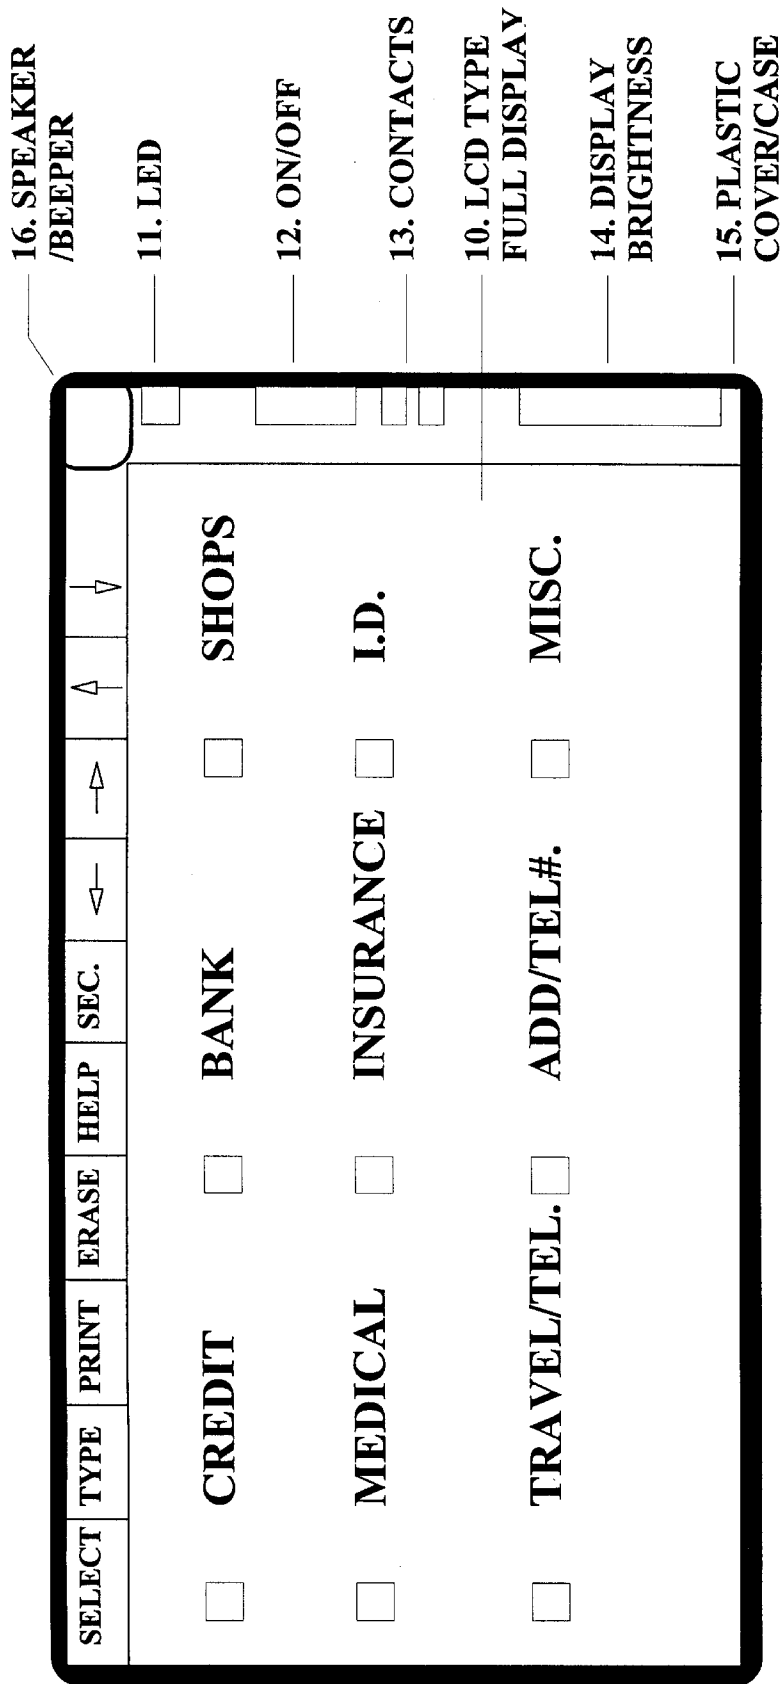 SELECT TYPE PRINT ERASE HELP SEC.
CREDIT BANK SHOPS
MEDICAL INSURANCE I.D.
TRAVEL/TEL. ADD/TEL#. MISC.
16. SPEAKER
/BEEPER
11. LED
12. ON/OFF
13. CONTACTS
10. LCD TYPE
FULL DISPLAY
14. DISPLAY
BRIGHTNESS
15. PLASTIC
COVER/CASE